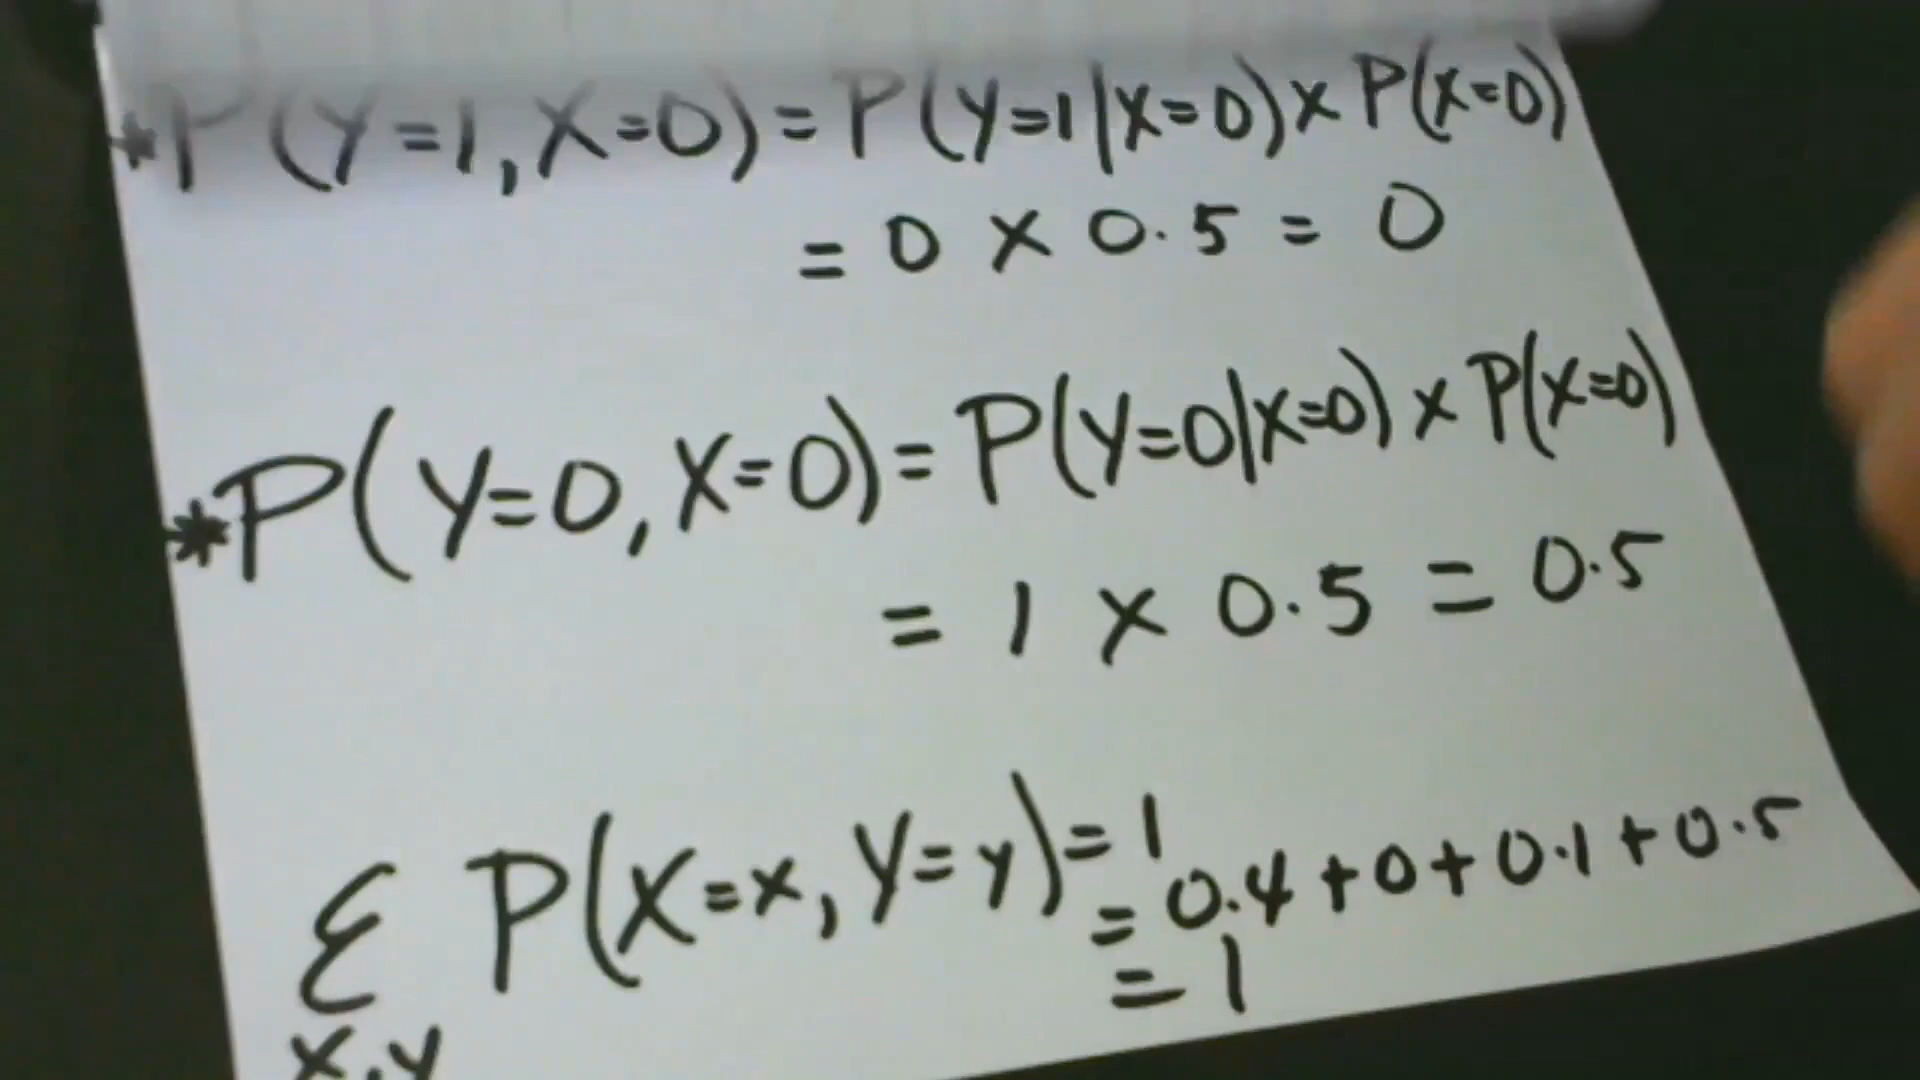 *P(Y=1, X=0) = P(Y=1|X=0) x P(X=0)
= 0 x 0.5 = 0
*P(Y=0, X=0) = P(Y=0|X=0) x P(X=0)
= 1 x 0.5 = 0.5
Σ P(X=x, Y=y) = 1
x,y
= 0.4 + 0 + 0.1 + 0.5
= 1